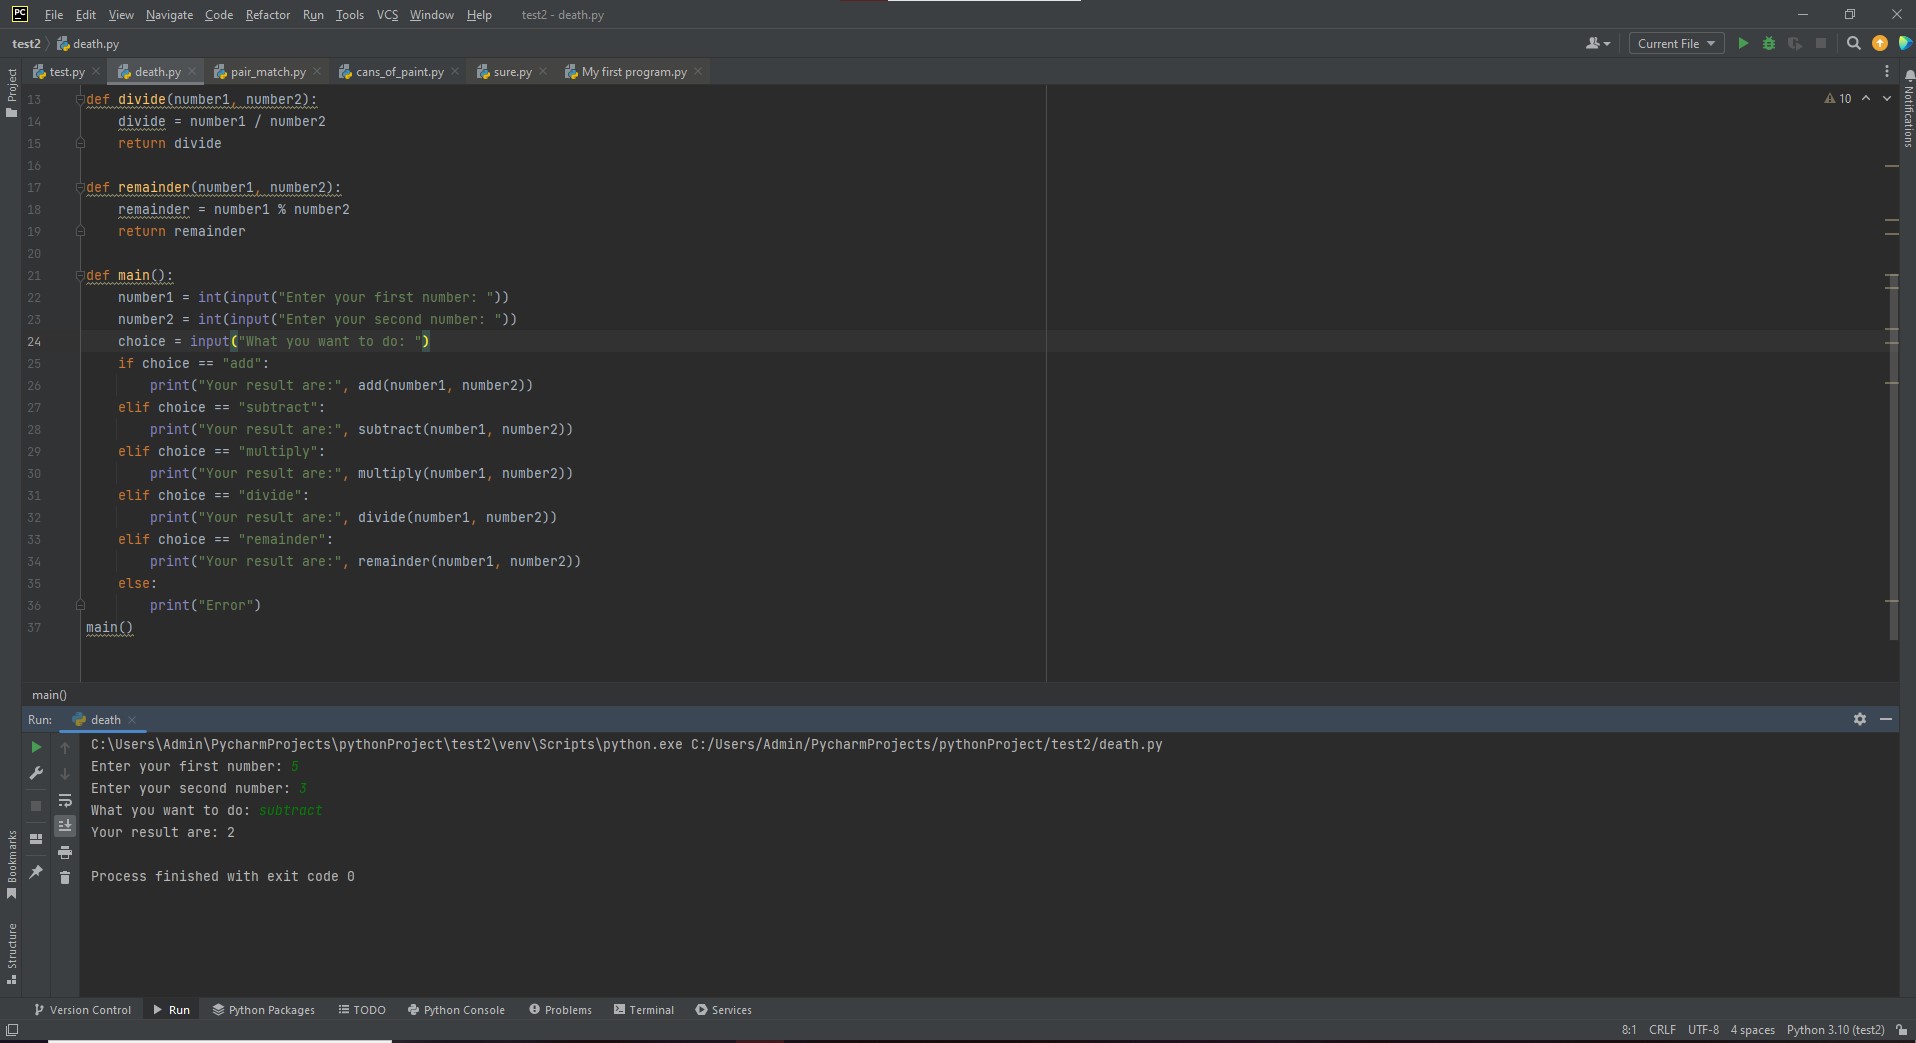 PC File Edit View Navigate Code Refactor Run Tools VCS Window Help test2 - death.py
test2 death.py Current File
test.py death.py pair_match.py cans_of_paint.py sure.py My first program.py
Project
Notifications
10
13 def divide(number1, number2):
14     divide = number1 / number2
15     return divide
16
17 def remainder(number1, number2):
18     remainder = number1 % number2
19     return remainder
20
21 def main():
22     number1 = int(input("Enter your first number: "))
23     number2 = int(input("Enter your second number: "))
24     choice = input("What you want to do: ")
25     if choice == "add":
26         print("Your result are:", add(number1, number2))
27     elif choice == "subtract":
28         print("Your result are:", subtract(number1, number2))
29     elif choice == "multiply":
30         print("Your result are:", multiply(number1, number2))
31     elif choice == "divide":
32         print("Your result are:", divide(number1, number2))
33     elif choice == "remainder":
34         print("Your result are:", remainder(number1, number2))
35     else:
36         print("Error")
37 main()
main()
Run: death
C:\Users\Admin\PycharmProjects\pythonProject\test2\venv\Scripts\python.exe C:/Users/Admin/PycharmProjects/pythonProject/test2/death.py
Enter your first number: 5
Enter your second number: 3
What you want to do: subtract
Your result are: 2
Process finished with exit code 0
Bookmarks
Structure
Version Control Run Python Packages TODO Python Console Problems Terminal Services
8:1 CRLF UTF-8 4 spaces Python 3.10 (test2)